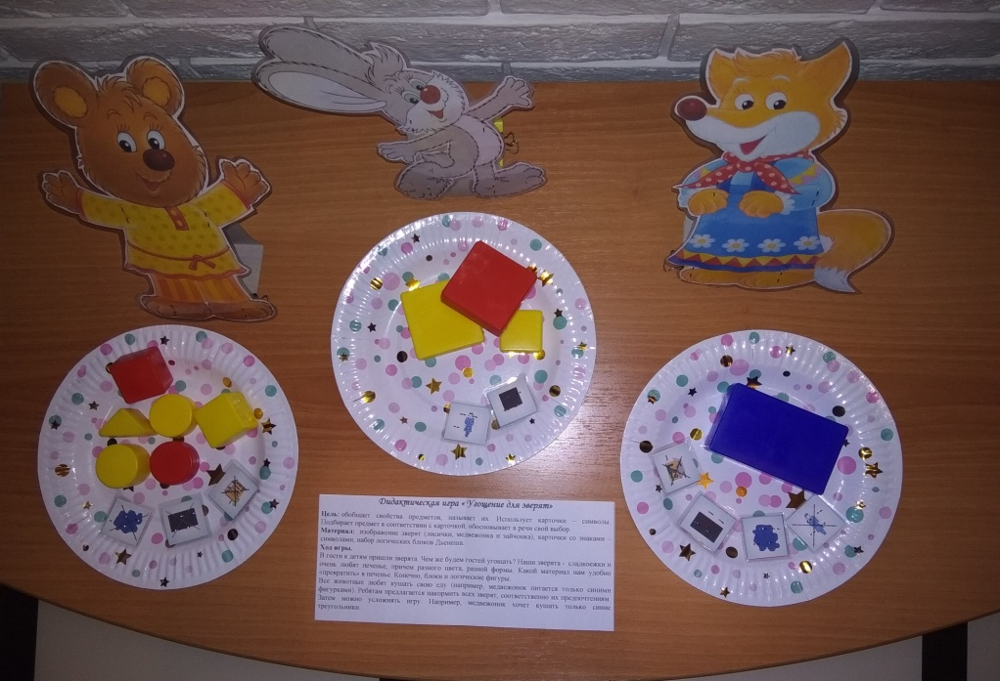 Дидактическая игра «Угощение для зверят»
Цель: обобщает свойства предметов, называет их. Использует карточки – символы.
Подбирает предмет в соответствии с карточкой, обосновывает в речи свой выбор.
Материал: изображение зверят (лисички, медвежонка и зайчонка), карточки со знаками –
символами, набор логических блоков Дьенеша.
Ход игры.
В гости к детям пришли зверята. Чем же будем гостей угощать? Наши зверята - сладкоежки и
очень любят печенье, причем разного цвета, разной формы. Какой материал нам удобно
«превратить» в печенье. Конечно, блоки и логические фигуры.
Все животные любят кушать свою еду (например, медвежонок питается только синими
фигурками). Ребятам предлагается накормить всех зверят, соответственно их предпочтениям.
Затем можно усложнять игру. Например, медвежонок хочет кушать только синие
треугольники.